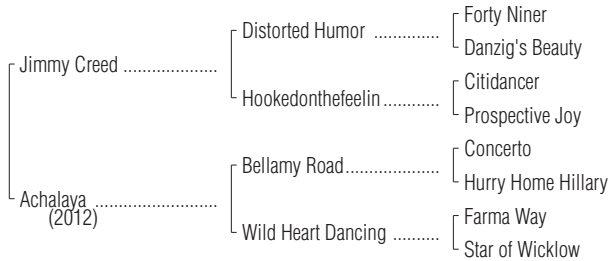 Forty Niner
Distorted Humor ..............
Danzig's Beauty
Jimmy Creed ....................
Citidancer
Hookedonthefeelin ............
Prospective Joy
Concerto
Bellamy Road ....................
Hurry Home Hillary
Achalaya .........................
(2012)
Farma Way
Wild Heart Dancing ..........
Star of Wicklow